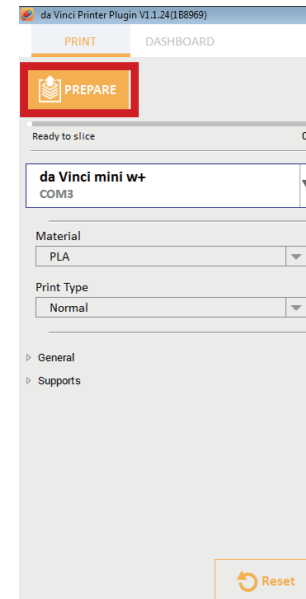 da Vinci Printer Plugin V1.1.24(1B8969)
PRINT DASHBOARD
PREPARE
Ready to slice
da Vinci mini w+
COM3
Material
PLA
Print Type
Normal
General
Supports
Reset